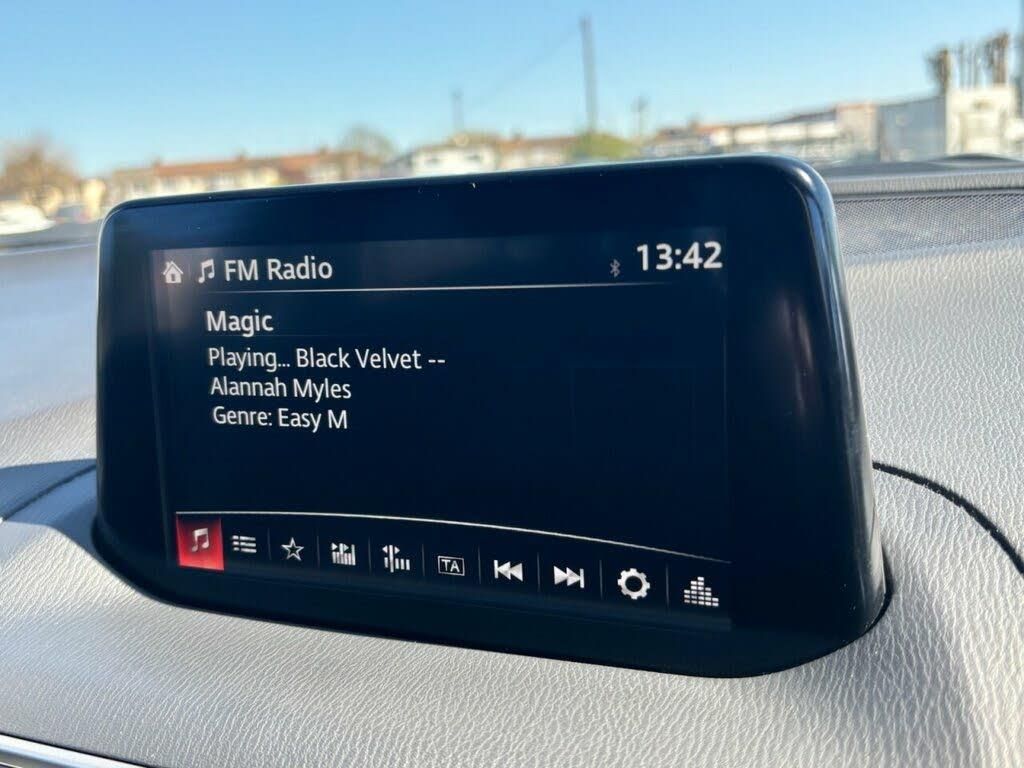 FM Radio
13:42
Magic
Playing... Black Velvet --
Alannah Myles
Genre: Easy M
TA